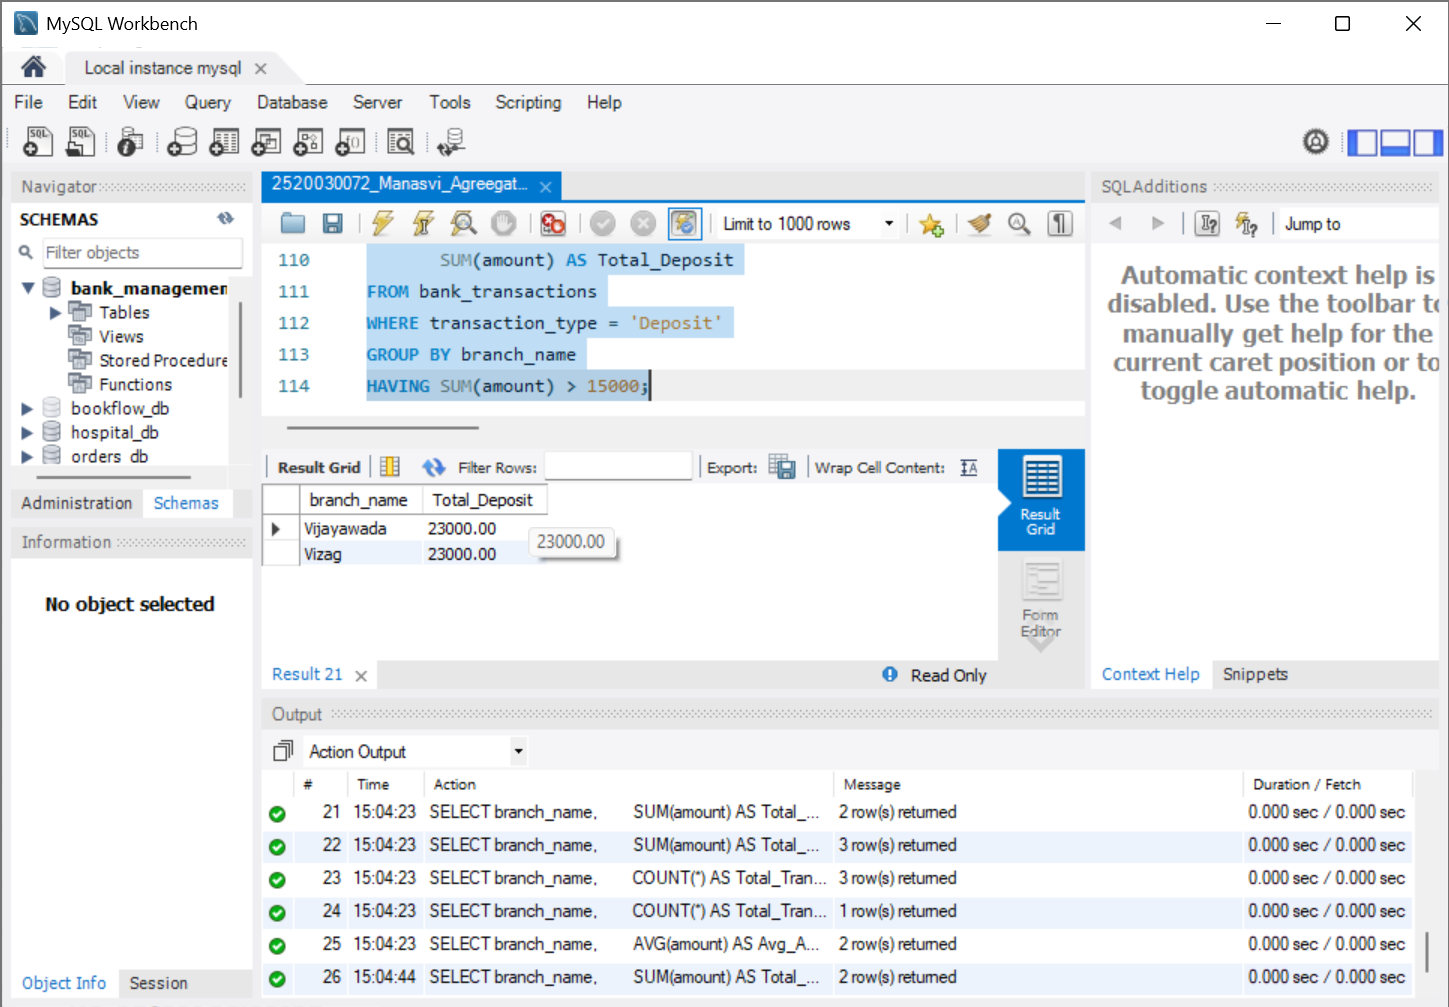 MySQL Workbench
Local instance mysql
File Edit View Query Database Server Tools Scripting Help
Navigator
SCHEMAS
Filter objects
bank_managemen
Tables
Views
Stored Procedure
Functions
bookflow_db
hospital_db
orders_db
Administration Schemas
Information
No object selected
Object Info Session
2520030072_Manasvi_Agreegat...
Limit to 1000 rows
110 SUM(amount) AS Total_Deposit
111 FROM bank_transactions
112 WHERE transaction_type = 'Deposit'
113 GROUP BY branch_name
114 HAVING SUM(amount) > 15000;
Result Grid Filter Rows: Export: Wrap Cell Content:
branch_name Total_Deposit
Vijayawada 23000.00
Vizag 23000.00
23000.00
Result Grid
Form Editor
Result 21 Read Only
SQLAdditions
Jump to
Automatic context help is
disabled. Use the toolbar to
manually get help for the
current caret position or to
toggle automatic help.
Context Help Snippets
Output
Action Output
# Time Action Message Duration / Fetch
21 15:04:23 SELECT branch_name, SUM(amount) AS Total_... 2 row(s) returned 0.000 sec / 0.000 sec
22 15:04:23 SELECT branch_name, SUM(amount) AS Total_... 3 row(s) returned 0.000 sec / 0.000 sec
23 15:04:23 SELECT branch_name, COUNT(*) AS Total_Tran... 3 row(s) returned 0.000 sec / 0.000 sec
24 15:04:23 SELECT branch_name, COUNT(*) AS Total_Tran... 1 row(s) returned 0.000 sec / 0.000 sec
25 15:04:23 SELECT branch_name, AVG(amount) AS Avg_A... 2 row(s) returned 0.000 sec / 0.000 sec
26 15:04:44 SELECT branch_name, SUM(amount) AS Total_... 2 row(s) returned 0.000 sec / 0.000 sec